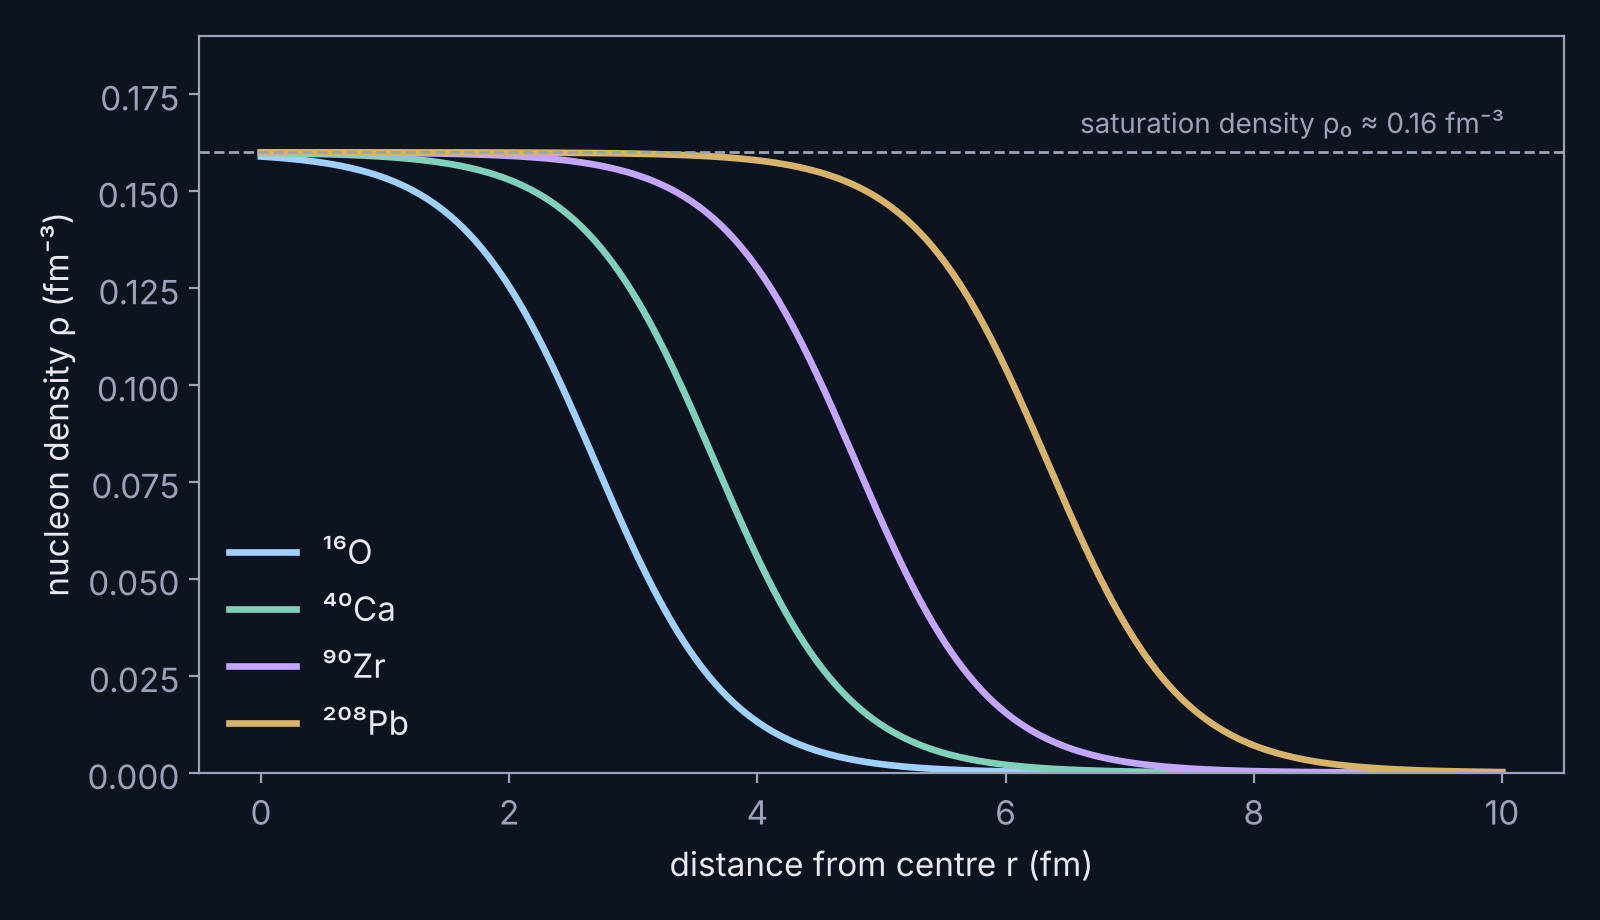 saturation density ρ₀ ≈ 0.16 fm⁻³
nucleon density ρ (fm⁻³)
0.175
0.150
0.125
0.100
0.075
0.050
0.025
0.000
¹⁶O
⁴⁰Ca
⁹⁰Zr
²⁰⁸Pb
0 2 4 6 8 10
distance from centre r (fm)